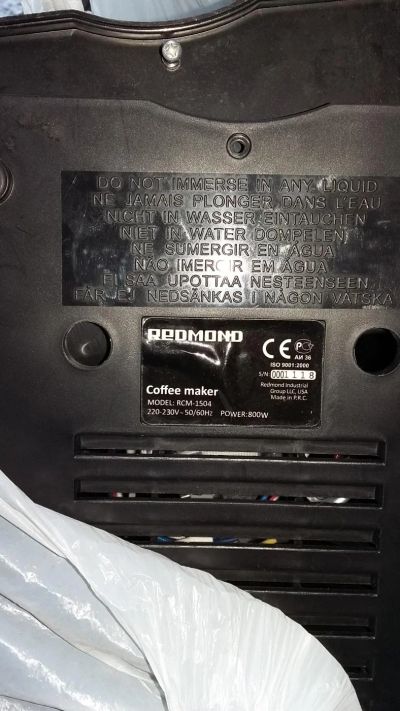 DO NOT IMMERSE IN ANY LIQUID
NE JAMAIS PLONGER DANS L'EAU
NICHT IN WASSER EINTAUCHEN
NIET IN WATER DOMPELEN
NE SUMERGIR EN ÁGUA
NÃO IMERGIR EM ÁGUA
EI SAA UPOTTAA NESTEENSEEN
FÅR EJ NEDSÄNKAS I NÅGON VÄTSKA
REDMOND
CE
АИ 36
ISO 9001:2000
S/N: 0001118
Redmond Industrial
Group LLC, USA
Made in P.R.C.
Coffee maker
MODEL: RCM-1504
220-230V~50/60Hz POWER:800W